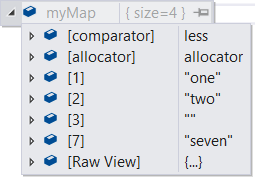 myMap { size=4 }
[comparator] less
[allocator] allocator
[1] "one"
[2] "two"
[3] ""
[7] "seven"
[Raw View] {...}